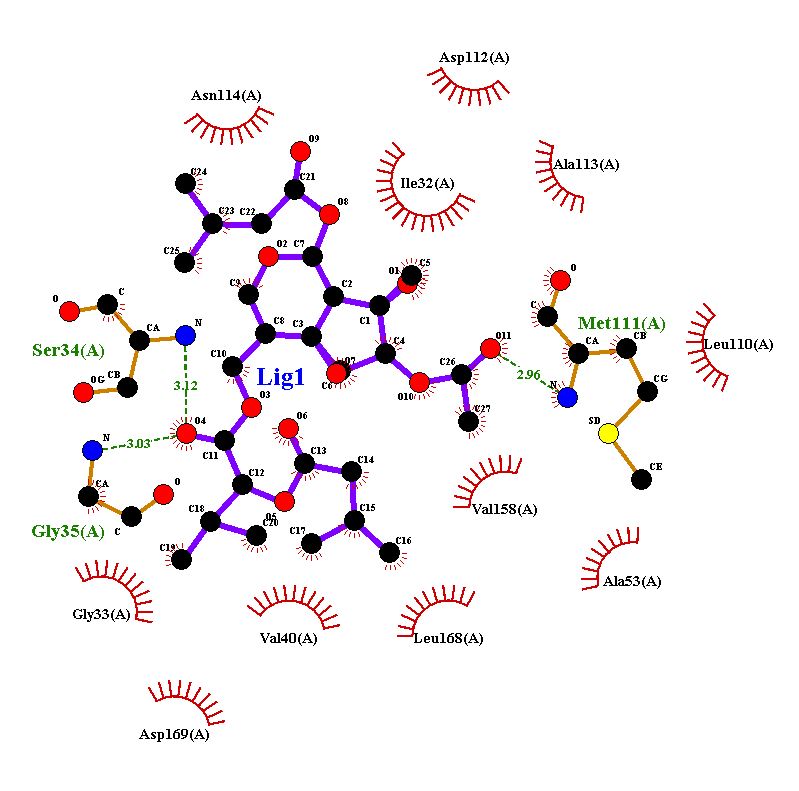 Asp112(A)
Asn114(A)
O9
Ala113(A)
C24
C21
Ile32(A)
O8
C23
C22
C25
O2
C7
C5
O1
O
C9
C2
C
O
C
C1
Met111(A)
CA
N
C8
C3
Ser34(A)
C4
O11
CA
CB
Leu110(A)
C10
O7
C6
Lig1
C26
2.96
OG
CB
3.12
O10
N
CG
O3
C27
O4
O6
SD
N
3.03
C11
C13
C14
CA
O
C12
CE
Gly35(A)
C
C18
O5
C15
Val158(A)
C19
C20
C17
C16
Gly33(A)
Ala53(A)
Val40(A)
Leu168(A)
Asp169(A)